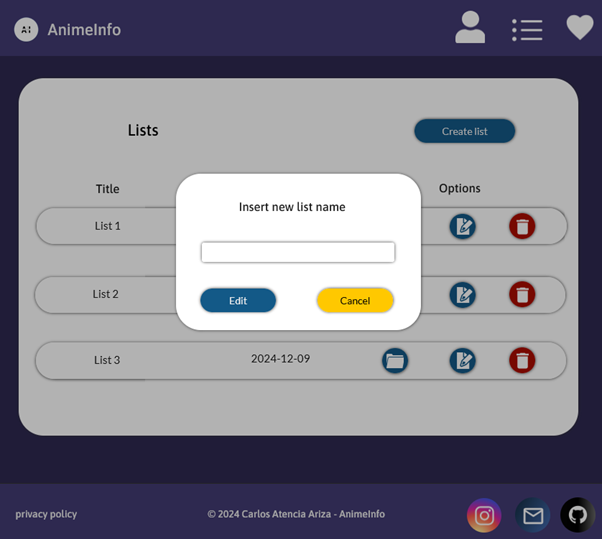 Ai
AnimeInfo
Lists
Create list
Title
Options
Insert new list name
List 1
List 2
Edit
Cancel
List 3
2024-12-09
privacy policy
© 2024 Carlos Atencia Ariza - AnimeInfo